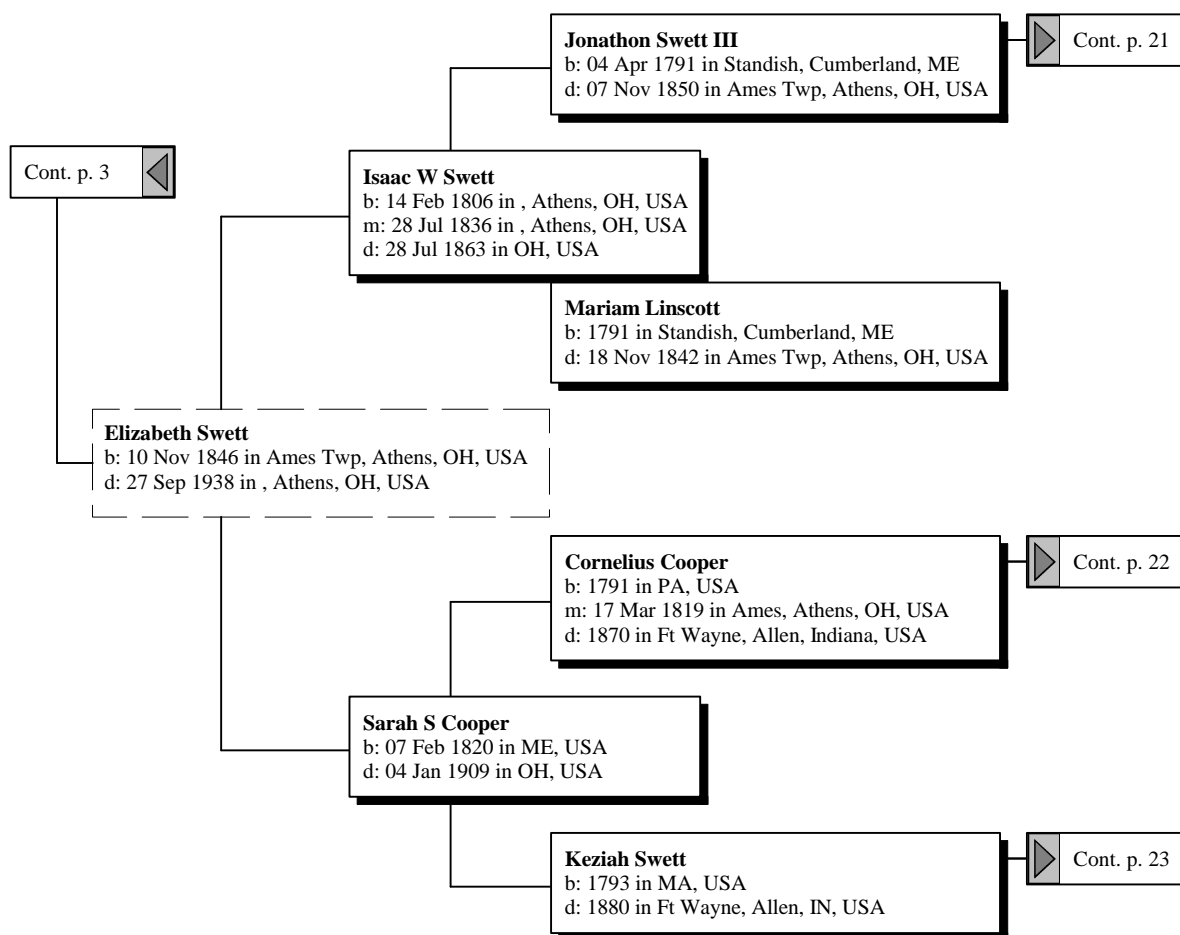 Jonathon Swett III
b: 04 Apr 1791 in Standish, Cumberland, ME
d: 07 Nov 1850 in Ames Twp, Athens, OH, USA
Cont. p. 21
Cont. p. 3
Isaac W Swett
b: 14 Feb 1806 in , Athens, OH, USA
m: 28 Jul 1836 in , Athens, OH, USA
d: 28 Jul 1863 in OH, USA
Mariam Linscott
b: 1791 in Standish, Cumberland, ME
d: 18 Nov 1842 in Ames Twp, Athens, OH, USA
Elizabeth Swett
b: 10 Nov 1846 in Ames Twp, Athens, OH, USA
d: 27 Sep 1938 in , Athens, OH, USA
Cornelius Cooper
b: 1791 in PA, USA
m: 17 Mar 1819 in Ames, Athens, OH, USA
d: 1870 in Ft Wayne, Allen, Indiana, USA
Cont. p. 22
Sarah S Cooper
b: 07 Feb 1820 in ME, USA
d: 04 Jan 1909 in OH, USA
Keziah Swett
b: 1793 in MA, USA
d: 1880 in Ft Wayne, Allen, IN, USA
Cont. p. 23